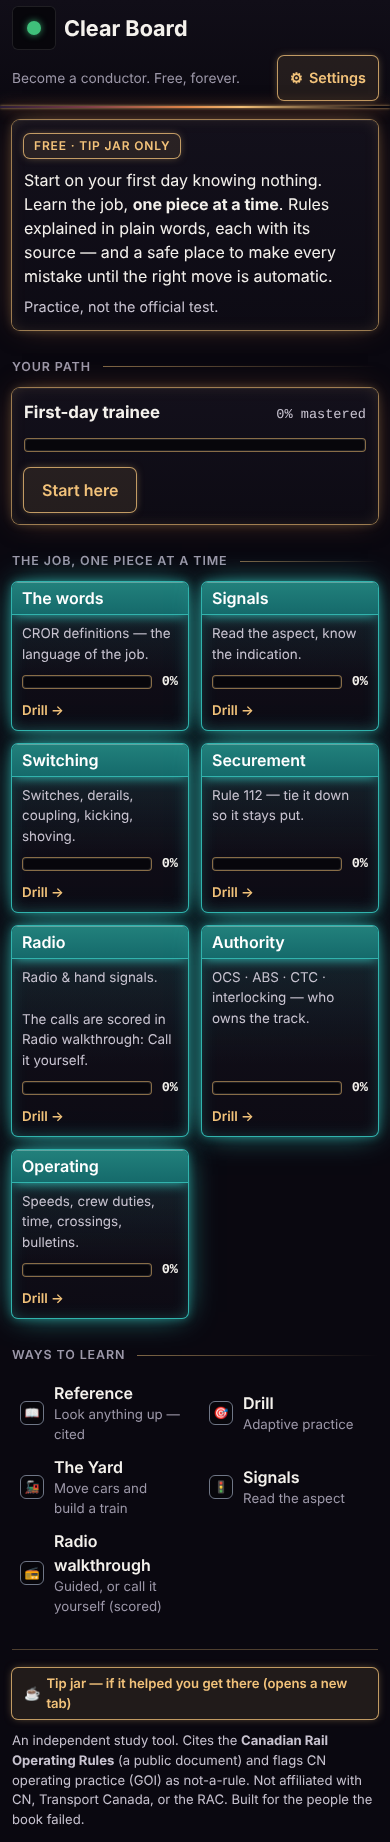 Clear Board
Become a conductor. Free, forever.
⚙ Settings
FREE · TIP JAR ONLY
Start on your first day knowing nothing.
Learn the job, one piece at a time. Rules
explained in plain words, each with its
source — and a safe place to make every
mistake until the right move is automatic.
Practice, not the official test.
YOUR PATH
First-day trainee
0% mastered
Start here
THE JOB, ONE PIECE AT A TIME
The words
CROR definitions — the
language of the job.
0%
Drill →
Signals
Read the aspect, know
the indication.
0%
Drill →
Switching
Switches, derails,
coupling, kicking,
shoving.
0%
Drill →
Securement
Rule 112 — tie it down
so it stays put.
0%
Drill →
Radio
Radio & hand signals.
The calls are scored in
Radio walkthrough: Call
it yourself.
0%
Drill →
Authority
OCS · ABS · CTC ·
interlocking — who
owns the track.
0%
Drill →
Operating
Speeds, crew duties,
time, crossings,
bulletins.
0%
Drill →
WAYS TO LEARN
Reference
Look anything up —
cited
Drill
Adaptive practice
The Yard
Move cars and
build a train
Signals
Read the aspect
Radio
walkthrough
Guided, or call it
yourself (scored)
Tip jar — if it helped you get there (opens a new
tab)
An independent study tool. Cites the Canadian Rail
Operating Rules (a public document) and flags CN
operating practice (GOI) as not-a-rule. Not affiliated with
CN, Transport Canada, or the RAC. Built for the people the
book failed.